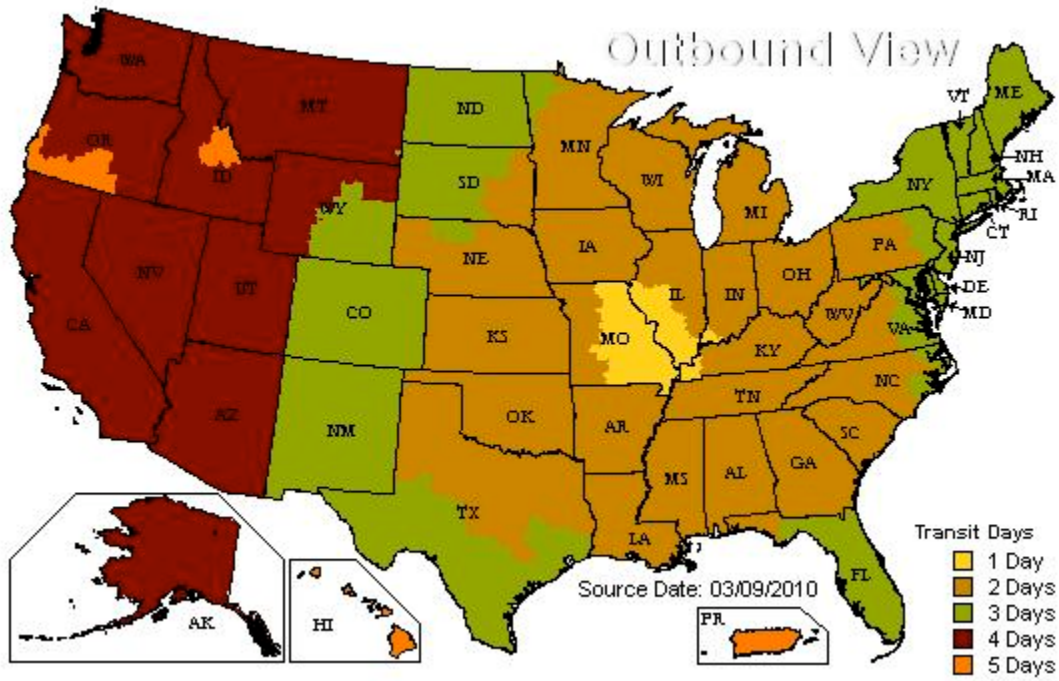 Outbound View
WA
MT
ND
VT
ME
OR
MN
ID
SD
WI
NH
MA
WY
NY
MI
RI
CT
IA
PA
NE
NJ
NV
UT
OH
IL
IN
DE
CO
WV
MD
CA
KS
MO
VA
KY
NC
TN
AZ
NM
OK
AR
SC
MS
AL
GA
TX
LA
Transit Days
1 Day
FL
2 Days
Source Date: 03/09/2010
3 Days
AK
HI
PR
4 Days
5 Days